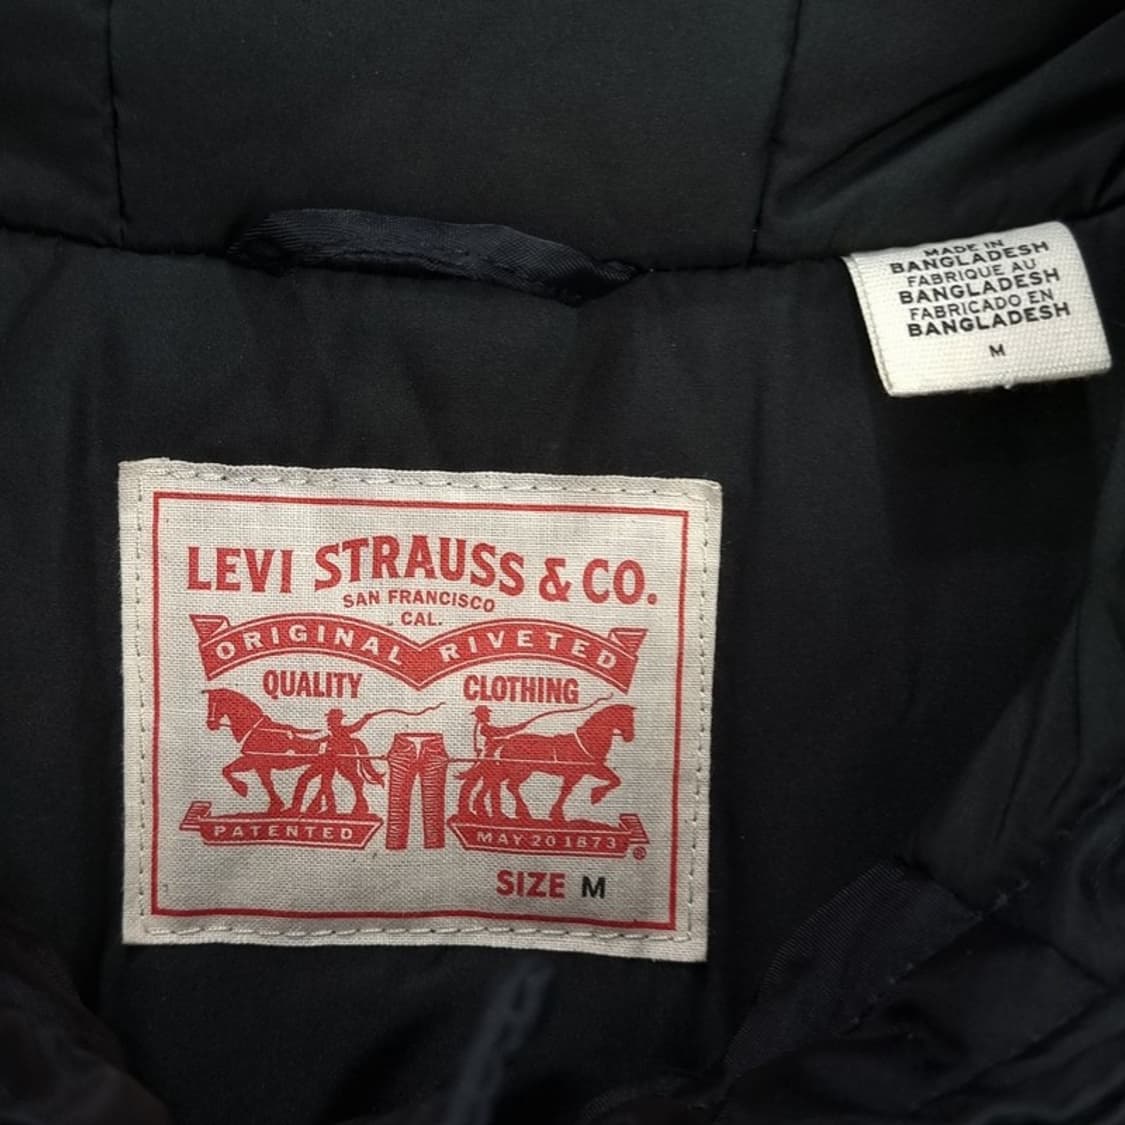 MADE IN
BANGLADESH
FABRIQUE AU
BANGLADESH
FABRICADO EN
BANGLADESH
M
LEVI STRAUSS & CO.
SAN FRANCISCO
CAL.
ORIGINAL RIVETED
QUALITY CLOTHING
PATENTED MAY 20 1873 ®
SIZE M